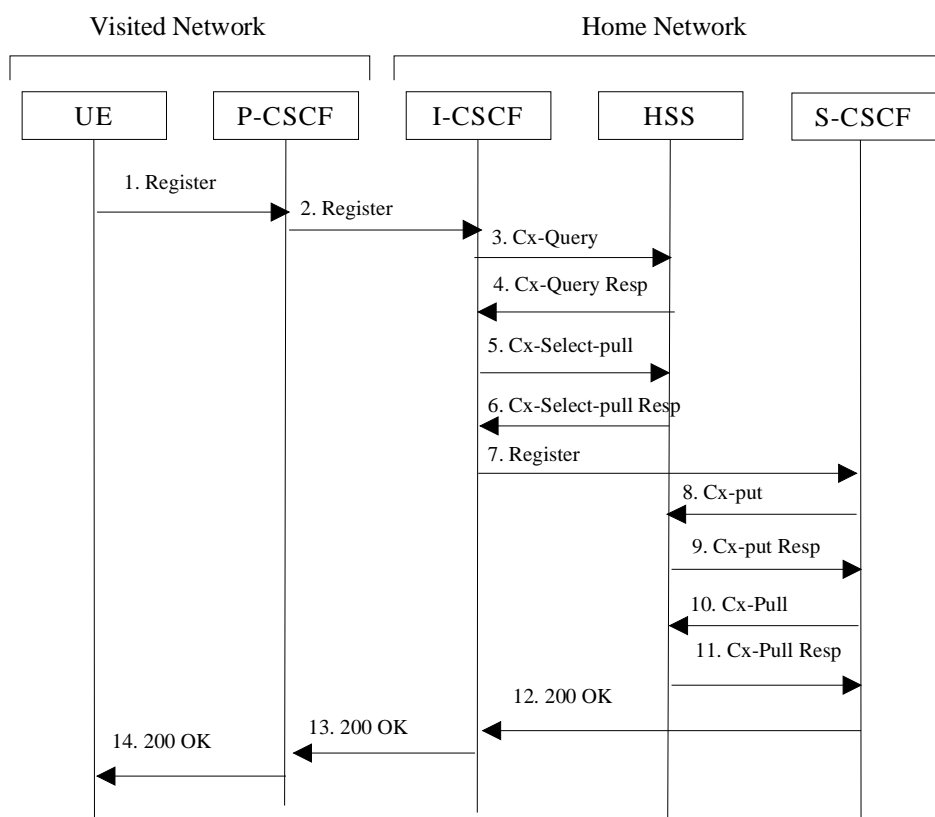 Visited Network
Home Network
UE
P-CSCF
I-CSCF
HSS
S-CSCF
1. Register
2. Register
3. Cx-Query
4. Cx-Query Resp
5. Cx-Select-pull
6. Cx-Select-pull Resp
7. Register
8. Cx-put
9. Cx-put Resp
10. Cx-Pull
11. Cx-Pull Resp
12. 200 OK
13. 200 OK
14. 200 OK